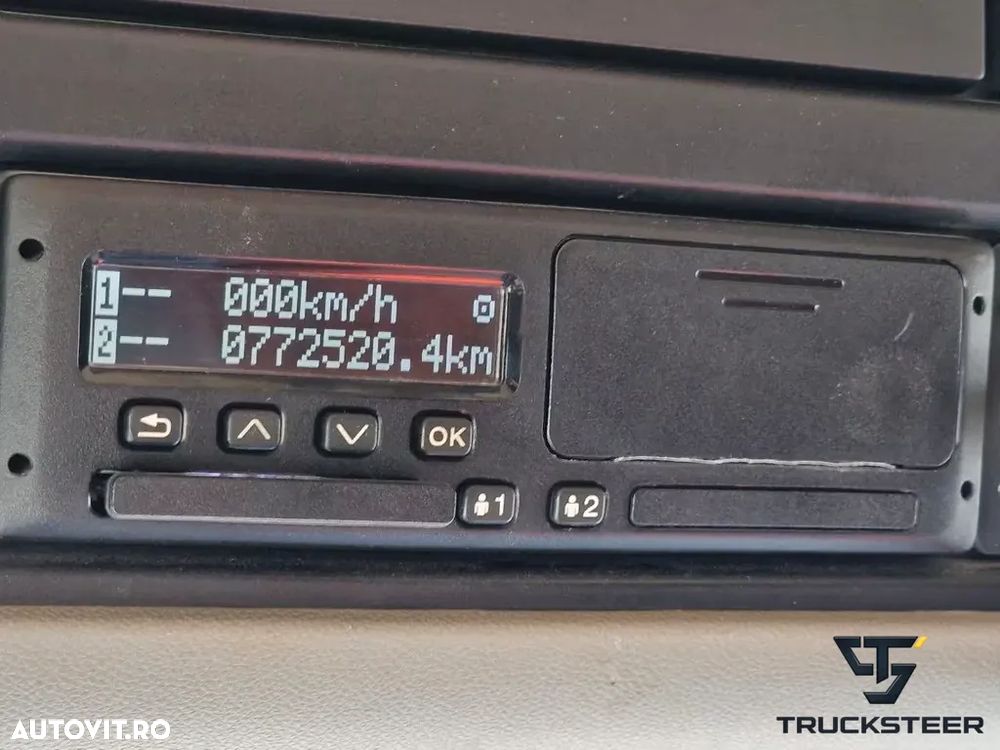 1-- 000km/h
2-- 0772520.4km
OK
1 2
AUTOVIT.RO
TRUCKSTEER